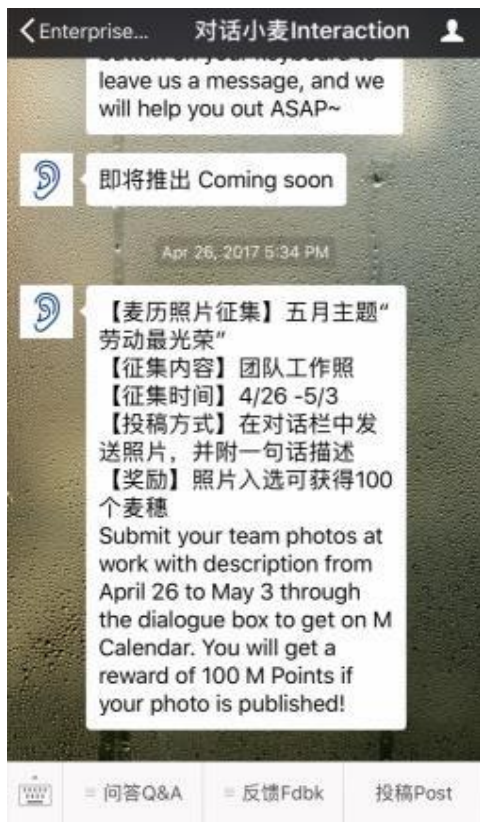 Enterprise... 对话小麦Interaction
button on your keyboard to
leave us a message, and we
will help you out ASAP~
即将推出 Coming soon
Apr 26, 2017 5:34 PM
【麦历照片征集】五月主题“
劳动最光荣”
【征集内容】团队工作照
【征集时间】4/26 -5/3
【投稿方式】在对话栏中发
送照片，并附一句话描述
【奖励】照片入选可获得100
个麦穗
Submit your team photos at
work with description from
April 26 to May 3 through
the dialogue box to get on M
Calendar. You will get a
reward of 100 M Points if
your photo is published!
问答Q&A 反馈Fdbk 投稿Post